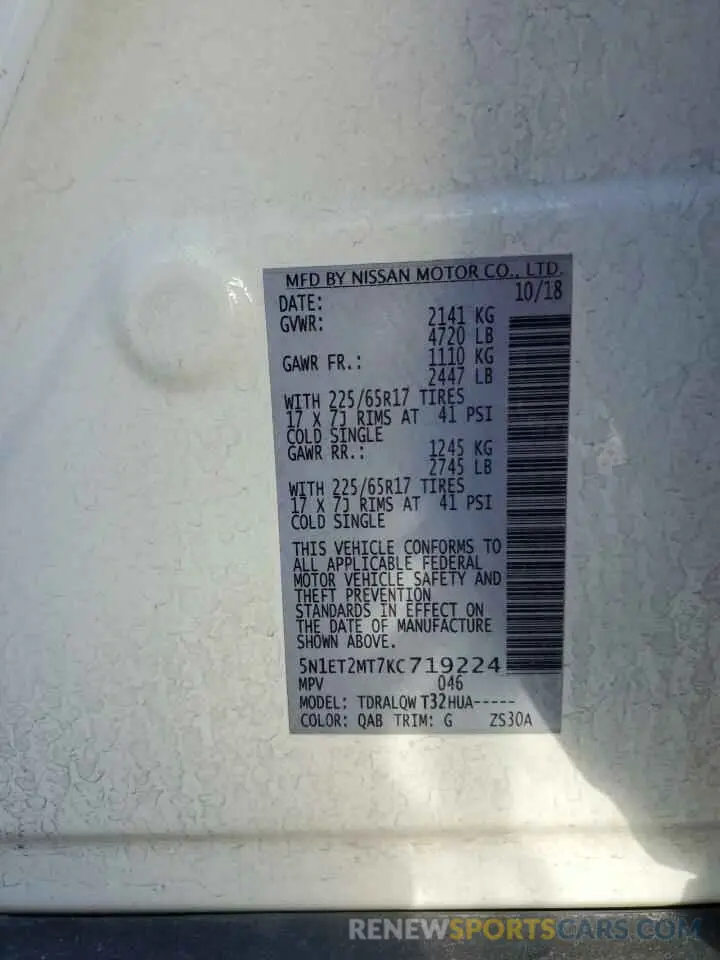 MFD BY NISSAN MOTOR CO., LTD.
DATE: 10/18
GVWR: 2141 KG
4720 LB
GAWR FR.: 1110 KG
2447 LB
WITH 225/65R17 TIRES
17 X 7J RIMS AT 41 PSI
COLD SINGLE
GAWR RR.: 1245 KG
2745 LB
WITH 225/65R17 TIRES
17 X 7J RIMS AT 41 PSI
COLD SINGLE
THIS VEHICLE CONFORMS TO
ALL APPLICABLE FEDERAL
MOTOR VEHICLE SAFETY AND
THEFT PREVENTION
STANDARDS IN EFFECT ON
THE DATE OF MANUFACTURE
SHOWN ABOVE.
5N1ET2MT7KC719224
MPV 046
MODEL: TDRALQW T32HUA-----
COLOR: QAB TRIM: G ZS30A
RENEWSPORTSCARS.COM